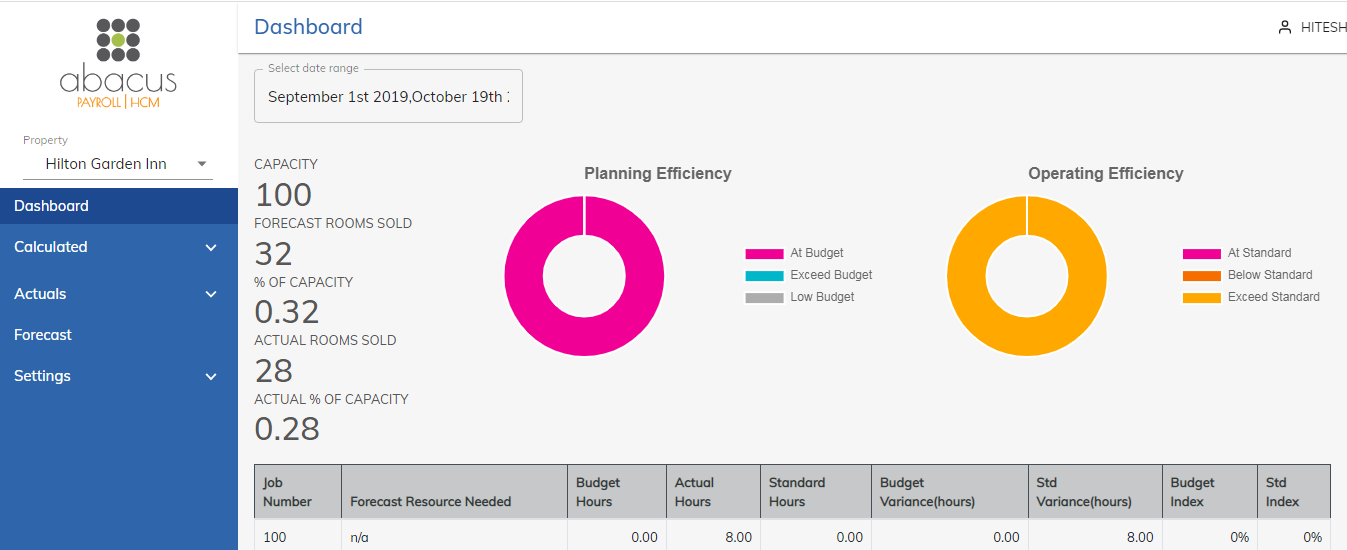 abacus
PAYROLL | HCM
Property
Hilton Garden Inn
Dashboard
Calculated
Actuals
Forecast
Settings
Dashboard
HITESH
Select date range
September 1st 2019,October 19th
CAPACITY
100
FORECAST ROOMS SOLD
32
% OF CAPACITY
0.32
ACTUAL ROOMS SOLD
28
ACTUAL % OF CAPACITY
0.28
Planning Efficiency
At Budget
Exceed Budget
Low Budget
Operating Efficiency
At Standard
Below Standard
Exceed Standard
Job Number Forecast Resource Needed Budget Hours Actual Hours Standard Hours Budget Variance(hours) Std Variance(hours) Budget Index Std Index
100 n/a 0.00 8.00 0.00 0.00 8.00 0% 0%